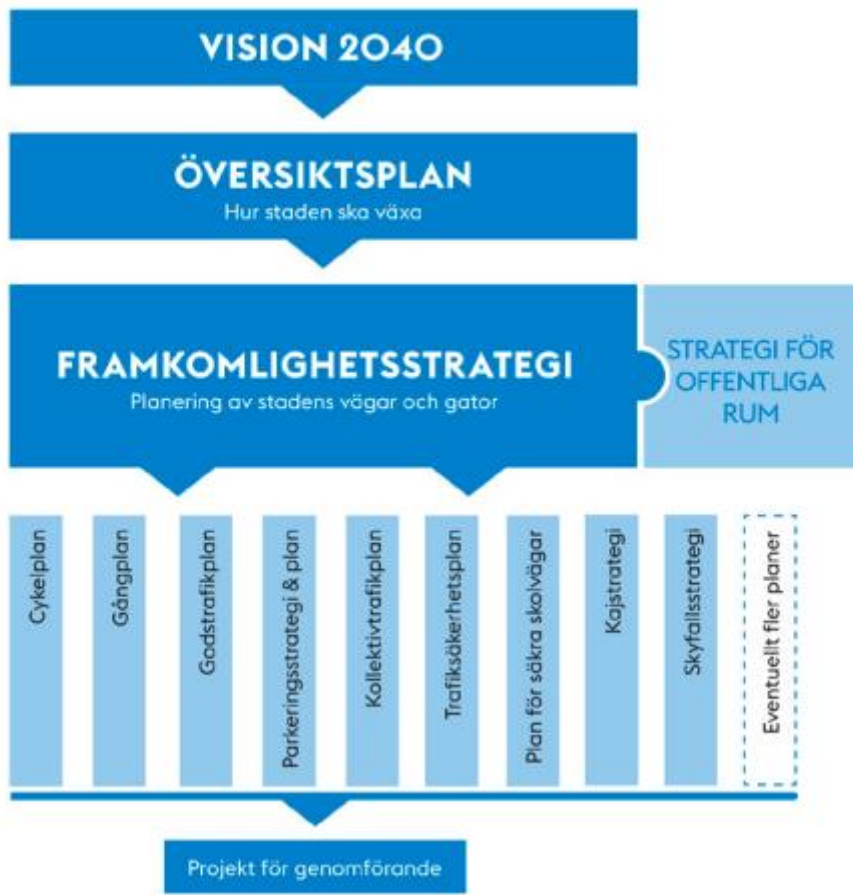 VISION 2040
ÖVERSIKTSPLAN
Hur staden ska växa
FRAMKOMLIGHETSSTRATEGI
Planering av stadens vägar och gator
STRATEGI FÖR
OFFENTLIGA
RUM
Cykelplan
Gångplan
Godstrafikplan
Parkeringsstrategi & plan
Kollektivtrafikplan
Trafiksäkerhetsplan
Plan för säkra skolvägar
Kajstrategi
Skyfallsstrategi
Eventuellt fler planer
Projekt för genomförande